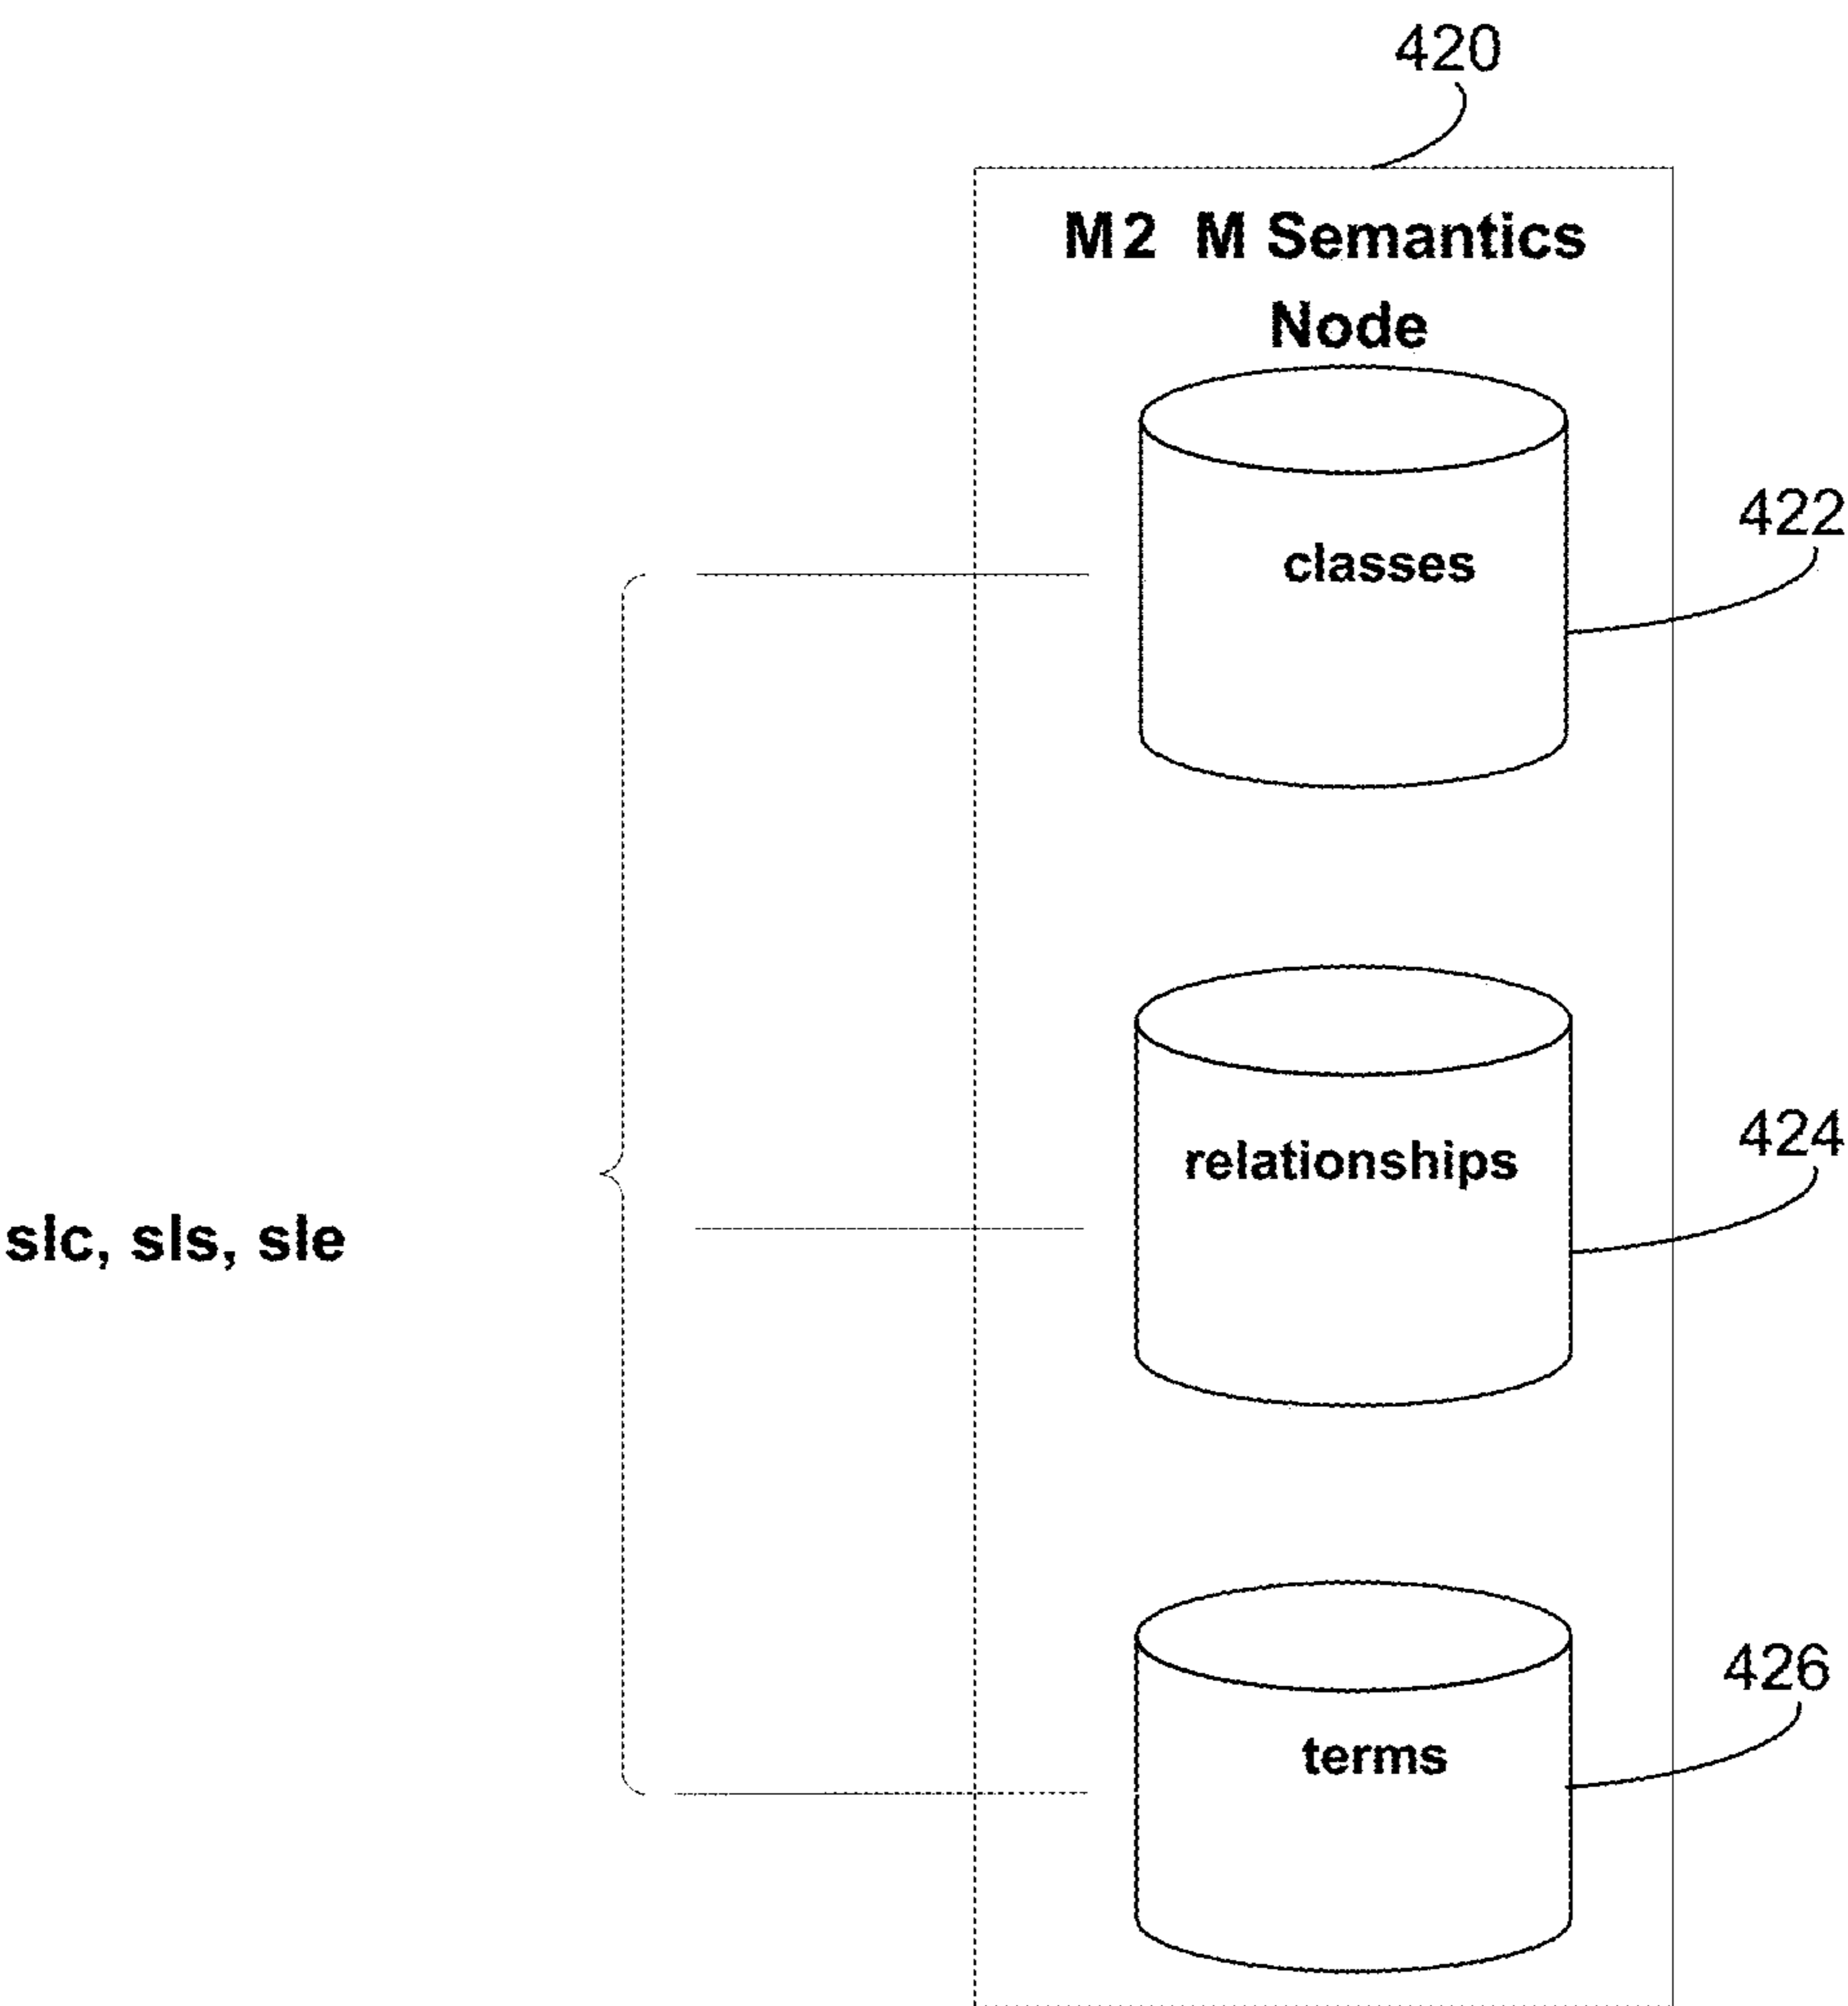 420
M2 M Semantics
Node
classes
422
relationships
424
slc, sls, sle
terms
426